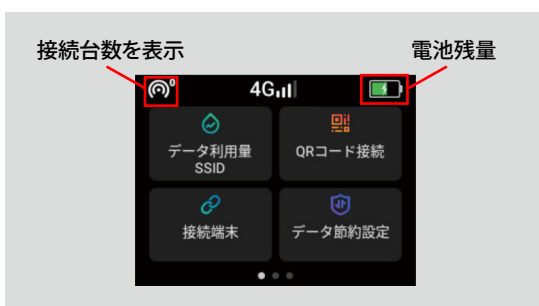 接続台数を表示
電池残量
0
4G
データ利用量
SSID
QRコード接続
接続端末
データ節約設定